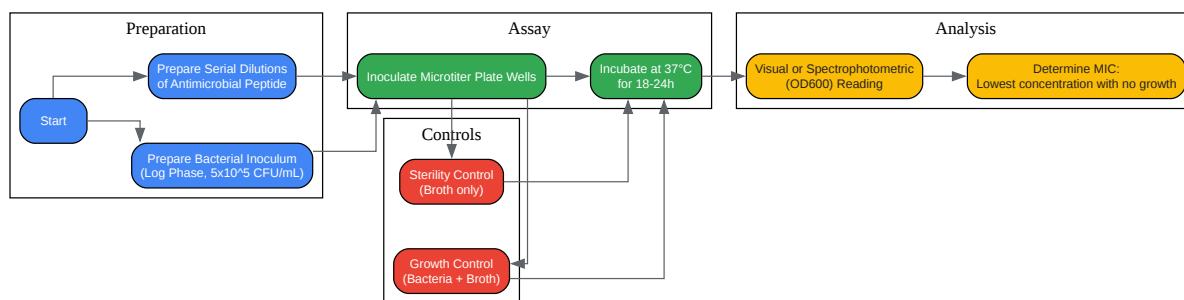 Preparation
Start
Prepare Serial Dilutions
of Antimicrobial Peptide
Prepare Bacterial Inoculum
(Log Phase, 5x10^5 CFU/mL)
Assay
Inoculate Microtiter Plate Wells
Incubate at 37°C
for 18-24h
Controls
Sterility Control
(Broth only)
Growth Control
(Bacteria + Broth)
Analysis
Visual or Spectrophotometric
(OD600) Reading
Determine MIC:
Lowest concentration with no growth